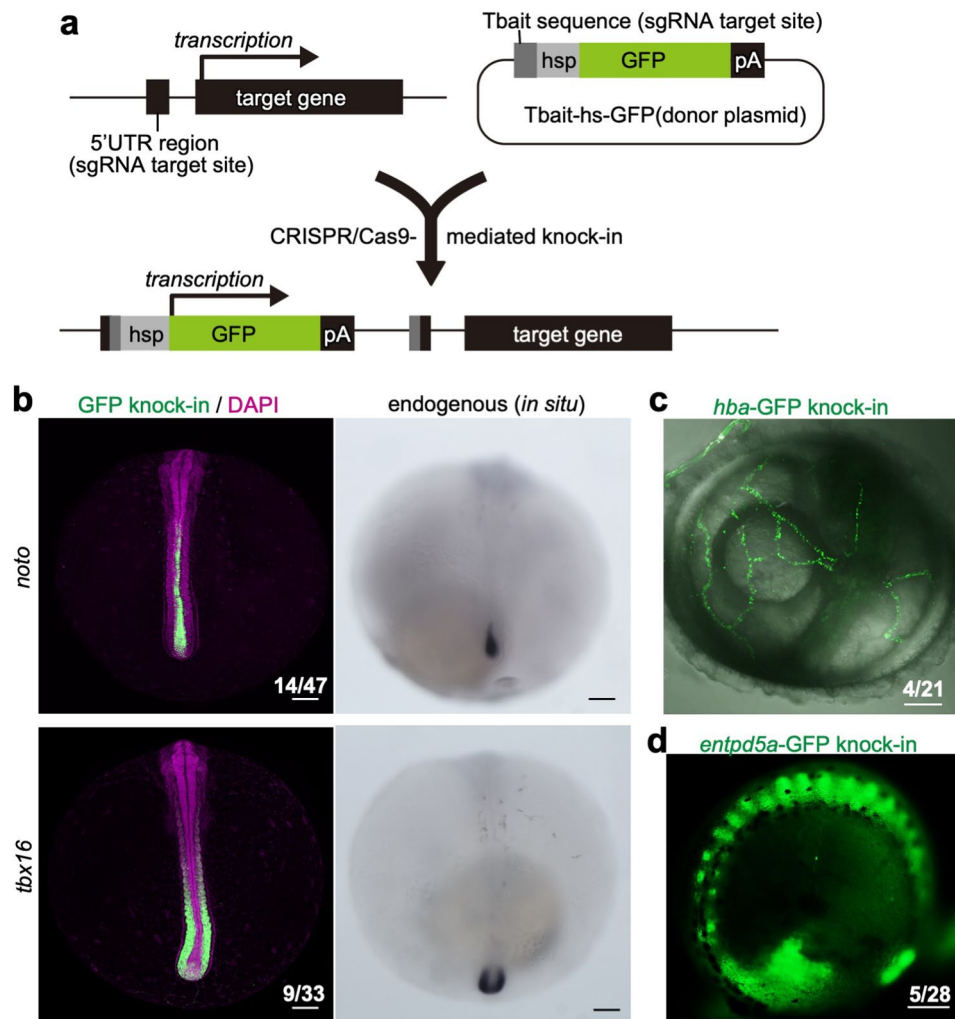 a
transcription
target gene
5'UTR region
(sgRNA target site)
Tbait sequence (sgRNA target site)
hsp GFP pA
Tbait-hs-GFP(donor plasmid)
CRISPR/Cas9- mediated knock-in
transcription
hsp GFP pA target gene
b
GFP knock-in / DAPI
endogenous (in situ)
noto
14/47
tbx16
9/33
c
hba-GFP knock-in
4/21
d
entpd5a-GFP knock-in
5/28